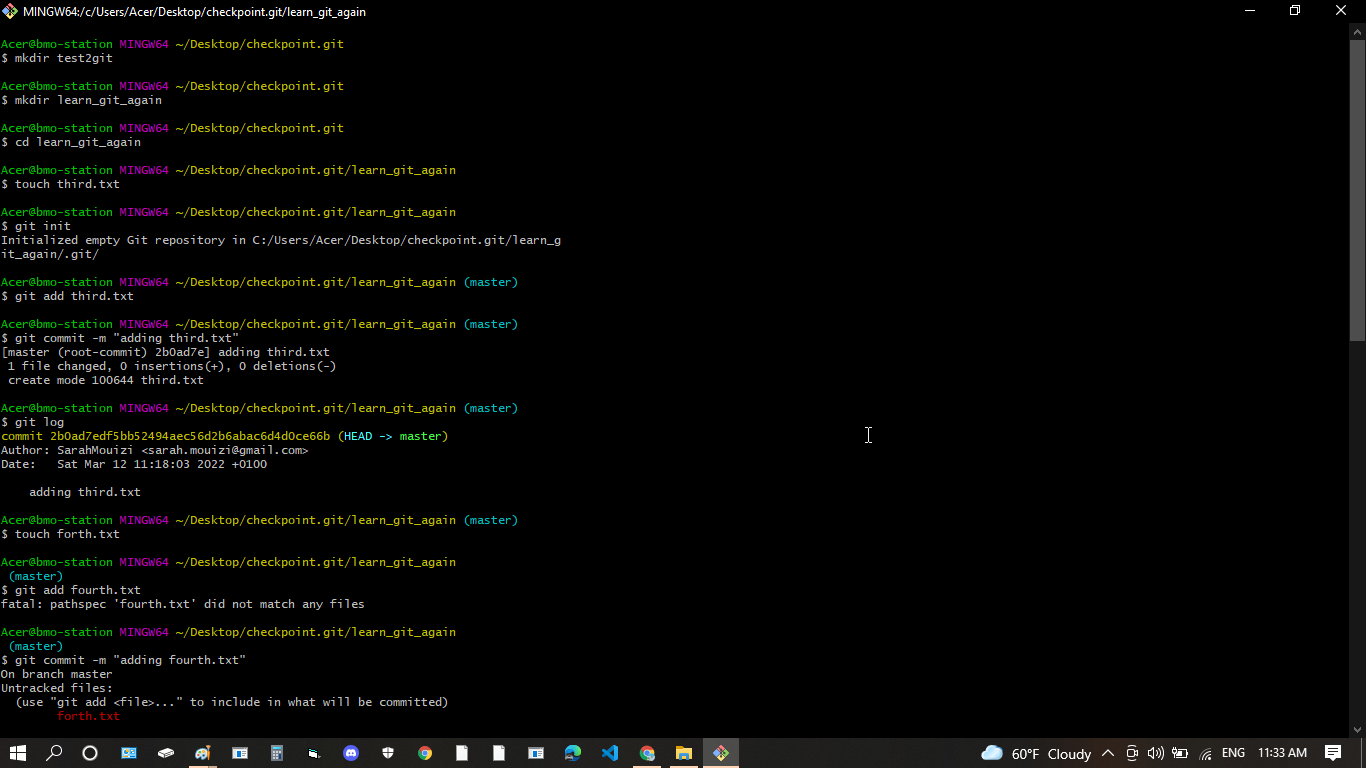 MINGW64:/c/Users/Acer/Desktop/checkpoint.git/learn_git_again
Acer@bmo-station MINGW64 ~/Desktop/checkpoint.git
$ mkdir test2git
Acer@bmo-station MINGW64 ~/Desktop/checkpoint.git
$ mkdir learn_git_again
Acer@bmo-station MINGW64 ~/Desktop/checkpoint.git
$ cd learn_git_again
Acer@bmo-station MINGW64 ~/Desktop/checkpoint.git/learn_git_again
$ touch third.txt
Acer@bmo-station MINGW64 ~/Desktop/checkpoint.git/learn_git_again
$ git init
Initialized empty Git repository in C:/Users/Acer/Desktop/checkpoint.git/learn_g
it_again/.git/
Acer@bmo-station MINGW64 ~/Desktop/checkpoint.git/learn_git_again (master)
$ git add third.txt
Acer@bmo-station MINGW64 ~/Desktop/checkpoint.git/learn_git_again (master)
$ git commit -m "adding third.txt"
[master (root-commit) 2b0ad7e] adding third.txt
1 file changed, 0 insertions(+), 0 deletions(-)
create mode 100644 third.txt
Acer@bmo-station MINGW64 ~/Desktop/checkpoint.git/learn_git_again (master)
$ git log
commit 2b0ad7edf5bb52494aec56d2b6abac6d4d0ce66b (HEAD -> master)
Author: SarahMouizi <sarah.mouizi@gmail.com>
Date:   Sat Mar 12 11:18:03 2022 +0100
adding third.txt
Acer@bmo-station MINGW64 ~/Desktop/checkpoint.git/learn_git_again (master)
$ touch forth.txt
Acer@bmo-station MINGW64 ~/Desktop/checkpoint.git/learn_git_again
(master)
$ git add fourth.txt
fatal: pathspec 'fourth.txt' did not match any files
Acer@bmo-station MINGW64 ~/Desktop/checkpoint.git/learn_git_again
(master)
$ git commit -m "adding fourth.txt"
On branch master
Untracked files:
(use "git add <file>..." to include in what will be committed)
forth.txt
60°F Cloudy ENG 11:33 AM